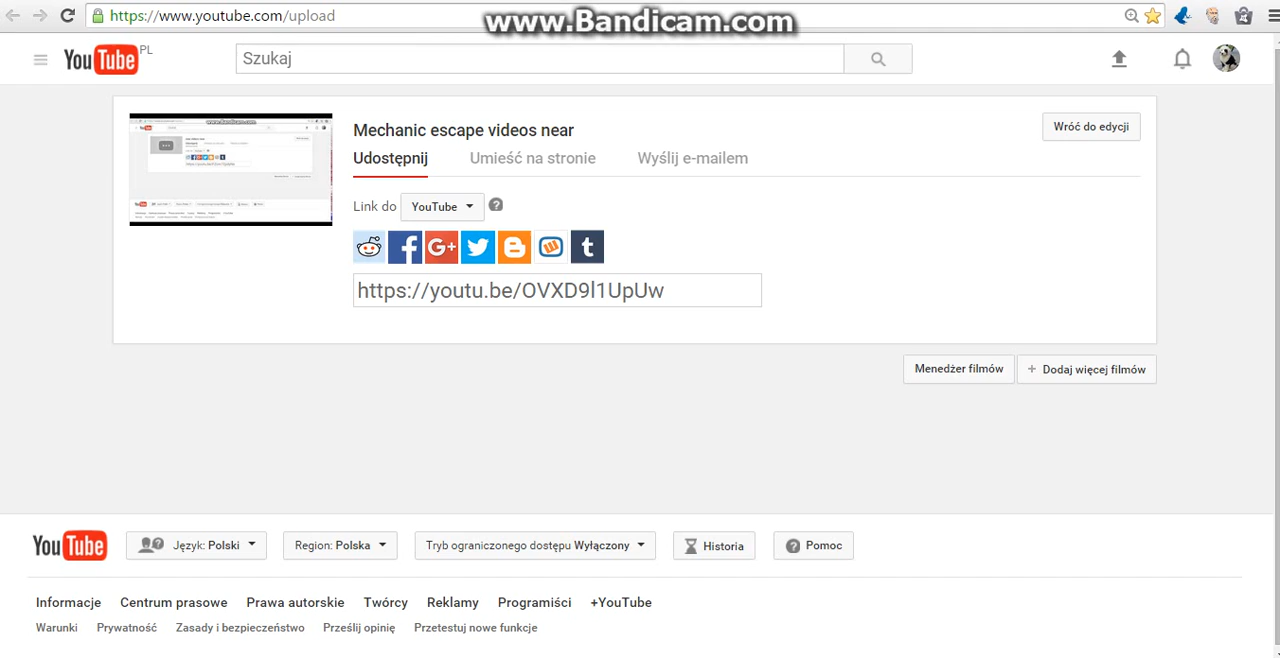 https://www.youtube.com/upload
www.Bandicam.com
YouTube PL
Szukaj
Mechanic escape videos near
Wróć do edycji
Udostępnij Umieść na stronie Wyślij e-mailem
Link do YouTube ?
G+ t
https://youtu.be/OVXD9l1UpUw
Menedżer filmów + Dodaj więcej filmów
YouTube Język: Polski Region: Polska Tryb ograniczonego dostępu Wyłączony Historia ? Pomoc
Informacje Centrum prasowe Prawa autorskie Twórcy Reklamy Programiści +YouTube
Warunki Prywatność Zasady i bezpieczeństwo Prześlij opinię Przetestuj nowe funkcje